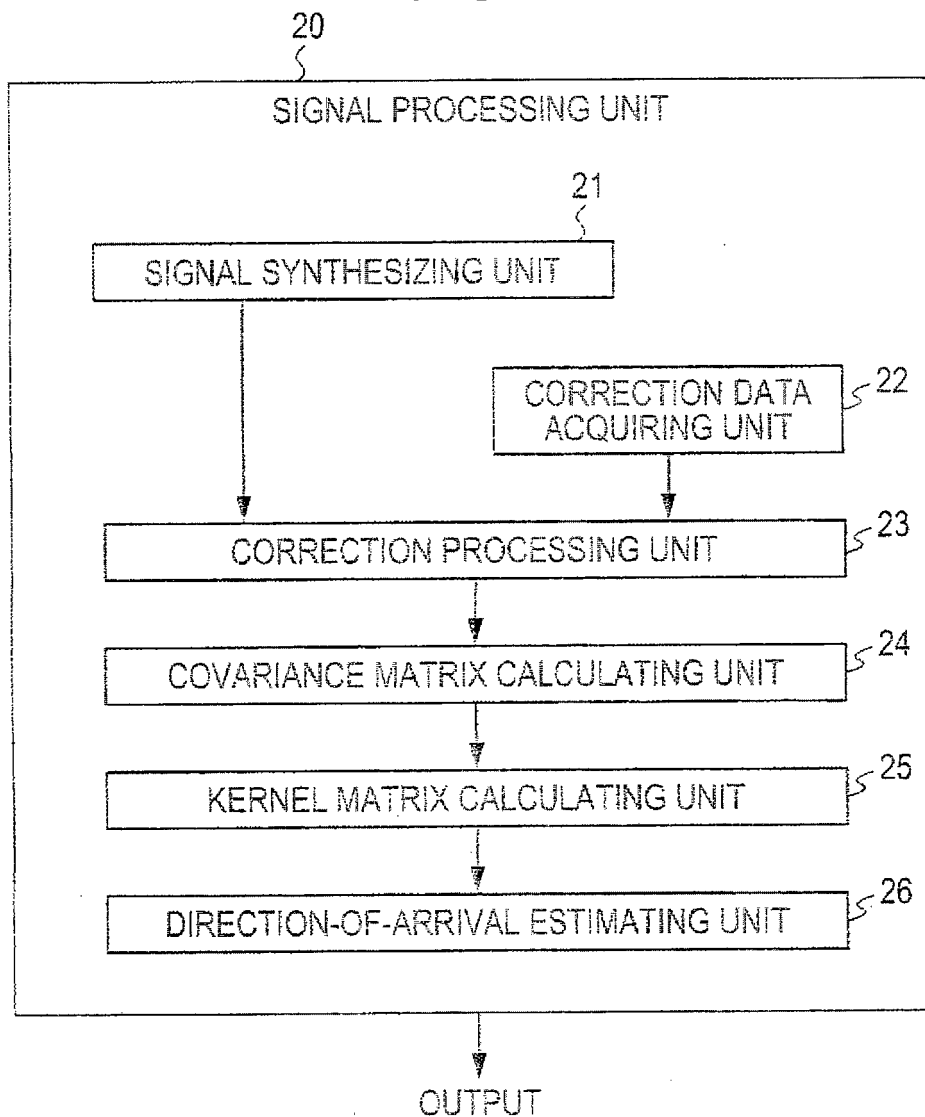 20
SIGNAL PROCESSING UNIT
21
SIGNAL SYNTHESIZING UNIT
22
CORRECTION DATA
ACQUIRING UNIT
23
CORRECTION PROCESSING UNIT
24
COVARIANCE MATRIX CALCULATING UNIT
25
KERNEL MATRIX CALCULATING UNIT
26
DIRECTION-OF-ARRIVAL ESTIMATING UNIT
OUTPUT